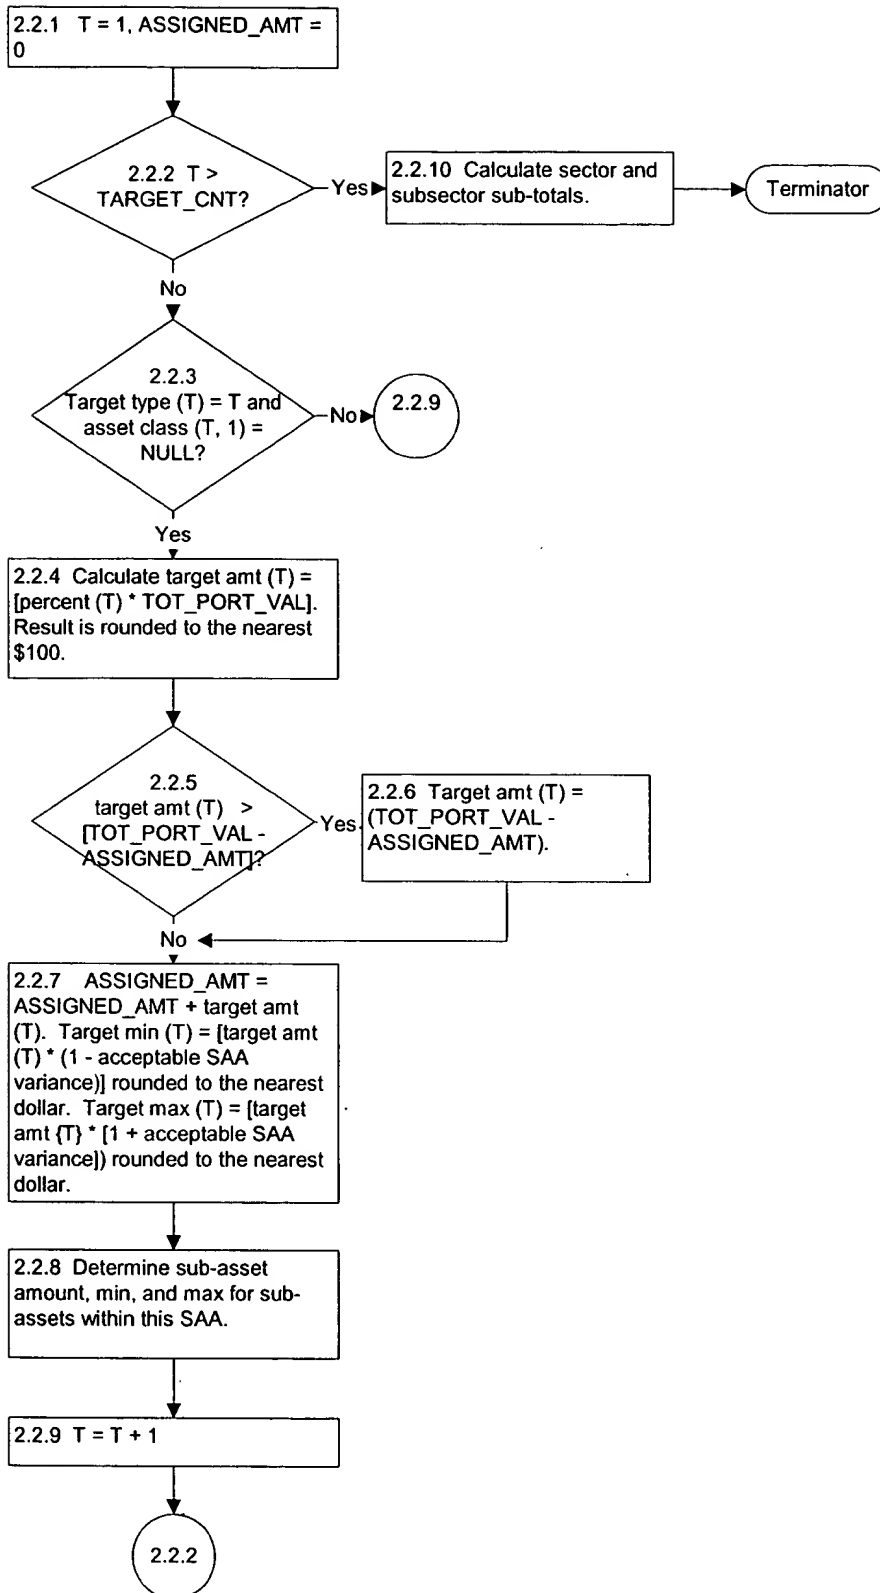 2.2.1 T = 1, ASSIGNED_AMT =
0
2.2.2 T >
TARGET_CNT?
Yes
2.2.10 Calculate sector and
subsector sub-totals.
Terminator
No
2.2.3
Target type (T) = T and
asset class (T, 1) =
NULL?
No
2.2.9
Yes
2.2.4 Calculate target amt (T) =
[percent (T) * TOT_PORT_VAL].
Result is rounded to the nearest
$100.
2.2.5
target amt (T) >
[TOT_PORT_VAL -
ASSIGNED_AMT]?
Yes
2.2.6 Target amt (T) =
(TOT_PORT_VAL -
ASSIGNED_AMT).
No
2.2.7 ASSIGNED_AMT =
ASSIGNED_AMT + target amt
(T). Target min (T) = [target amt
(T) * (1 - acceptable SAA
variance)] rounded to the nearest
dollar. Target max (T) = [target
amt {T} * [1 + acceptable SAA
variance]) rounded to the nearest
dollar.
2.2.8 Determine sub-asset
amount, min, and max for sub-
assets within this SAA.
2.2.9 T = T + 1
2.2.2